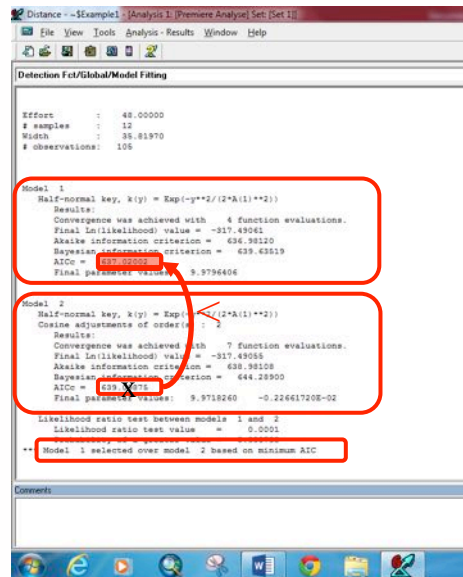 Distance - ~$Example1 - [Analysis 1: [Premiere Analyse] Set: [Set 1]]
File View Tools Analysis - Results Window Help
Detection Fct/Global/Model Fitting
Effort : 48.00000
# samples : 12
Width : 35.81970
# observations: 105
Model 1
Half-normal key, k(y) = Exp(-y**2/(2*A(1)**2))
Results:
Convergence was achieved with 4 function evaluations.
Final Ln(likelihood) value = -317.49061
Akaike information criterion = 636.98120
Bayesian information criterion = 639.63519
AICc = 637.02002
Final parameter values: 9.9796406
Model 2
Half-normal key, k(y) = Exp(-y**2/(2*A(1)**2))
Cosine adjustments of order(s) : 2
Results:
Convergence was achieved with 7 function evaluations.
Final Ln(likelihood) value = -317.49055
Akaike information criterion = 638.98108
Bayesian information criterion = 644.28900
AICc = X
Final parameter values: 9.9718260 -0.22661720E-02
Likelihood ratio test between models 1 and 2
Likelihood ratio test value = 0.0001
** Model 1 selected over model 2 based on minimum AIC
Comments